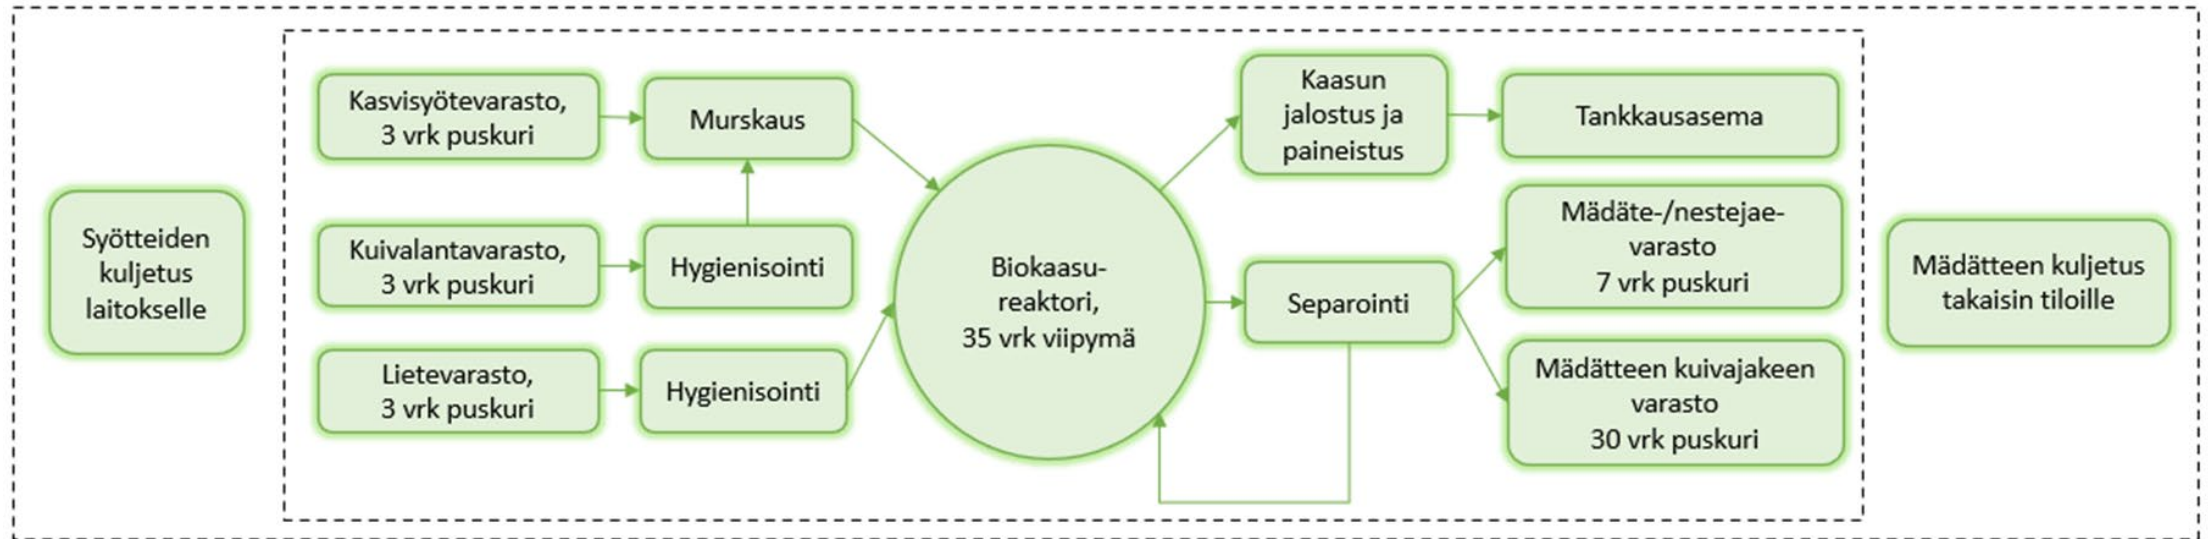 Syötteiden
kuljetus
laitokselle
Kasvisyötevarasto,
3 vrk puskuri
Murskaus
Kuivalantavarasto,
3 vrk puskuri
Hygienisointi
Lietevarasto,
3 vrk puskuri
Hygienisointi
Biokaasu-
reaktori,
35 vrk viipymä
Kaasun
jalostus ja
paineistus
Tankkausasema
Separointi
Mädäte-/nestejae-
varasto
7 vrk puskuri
Mädätteen kuivajakeen
varasto
30 vrk puskuri
Mädätteen kuljetus
takaisin tiloille